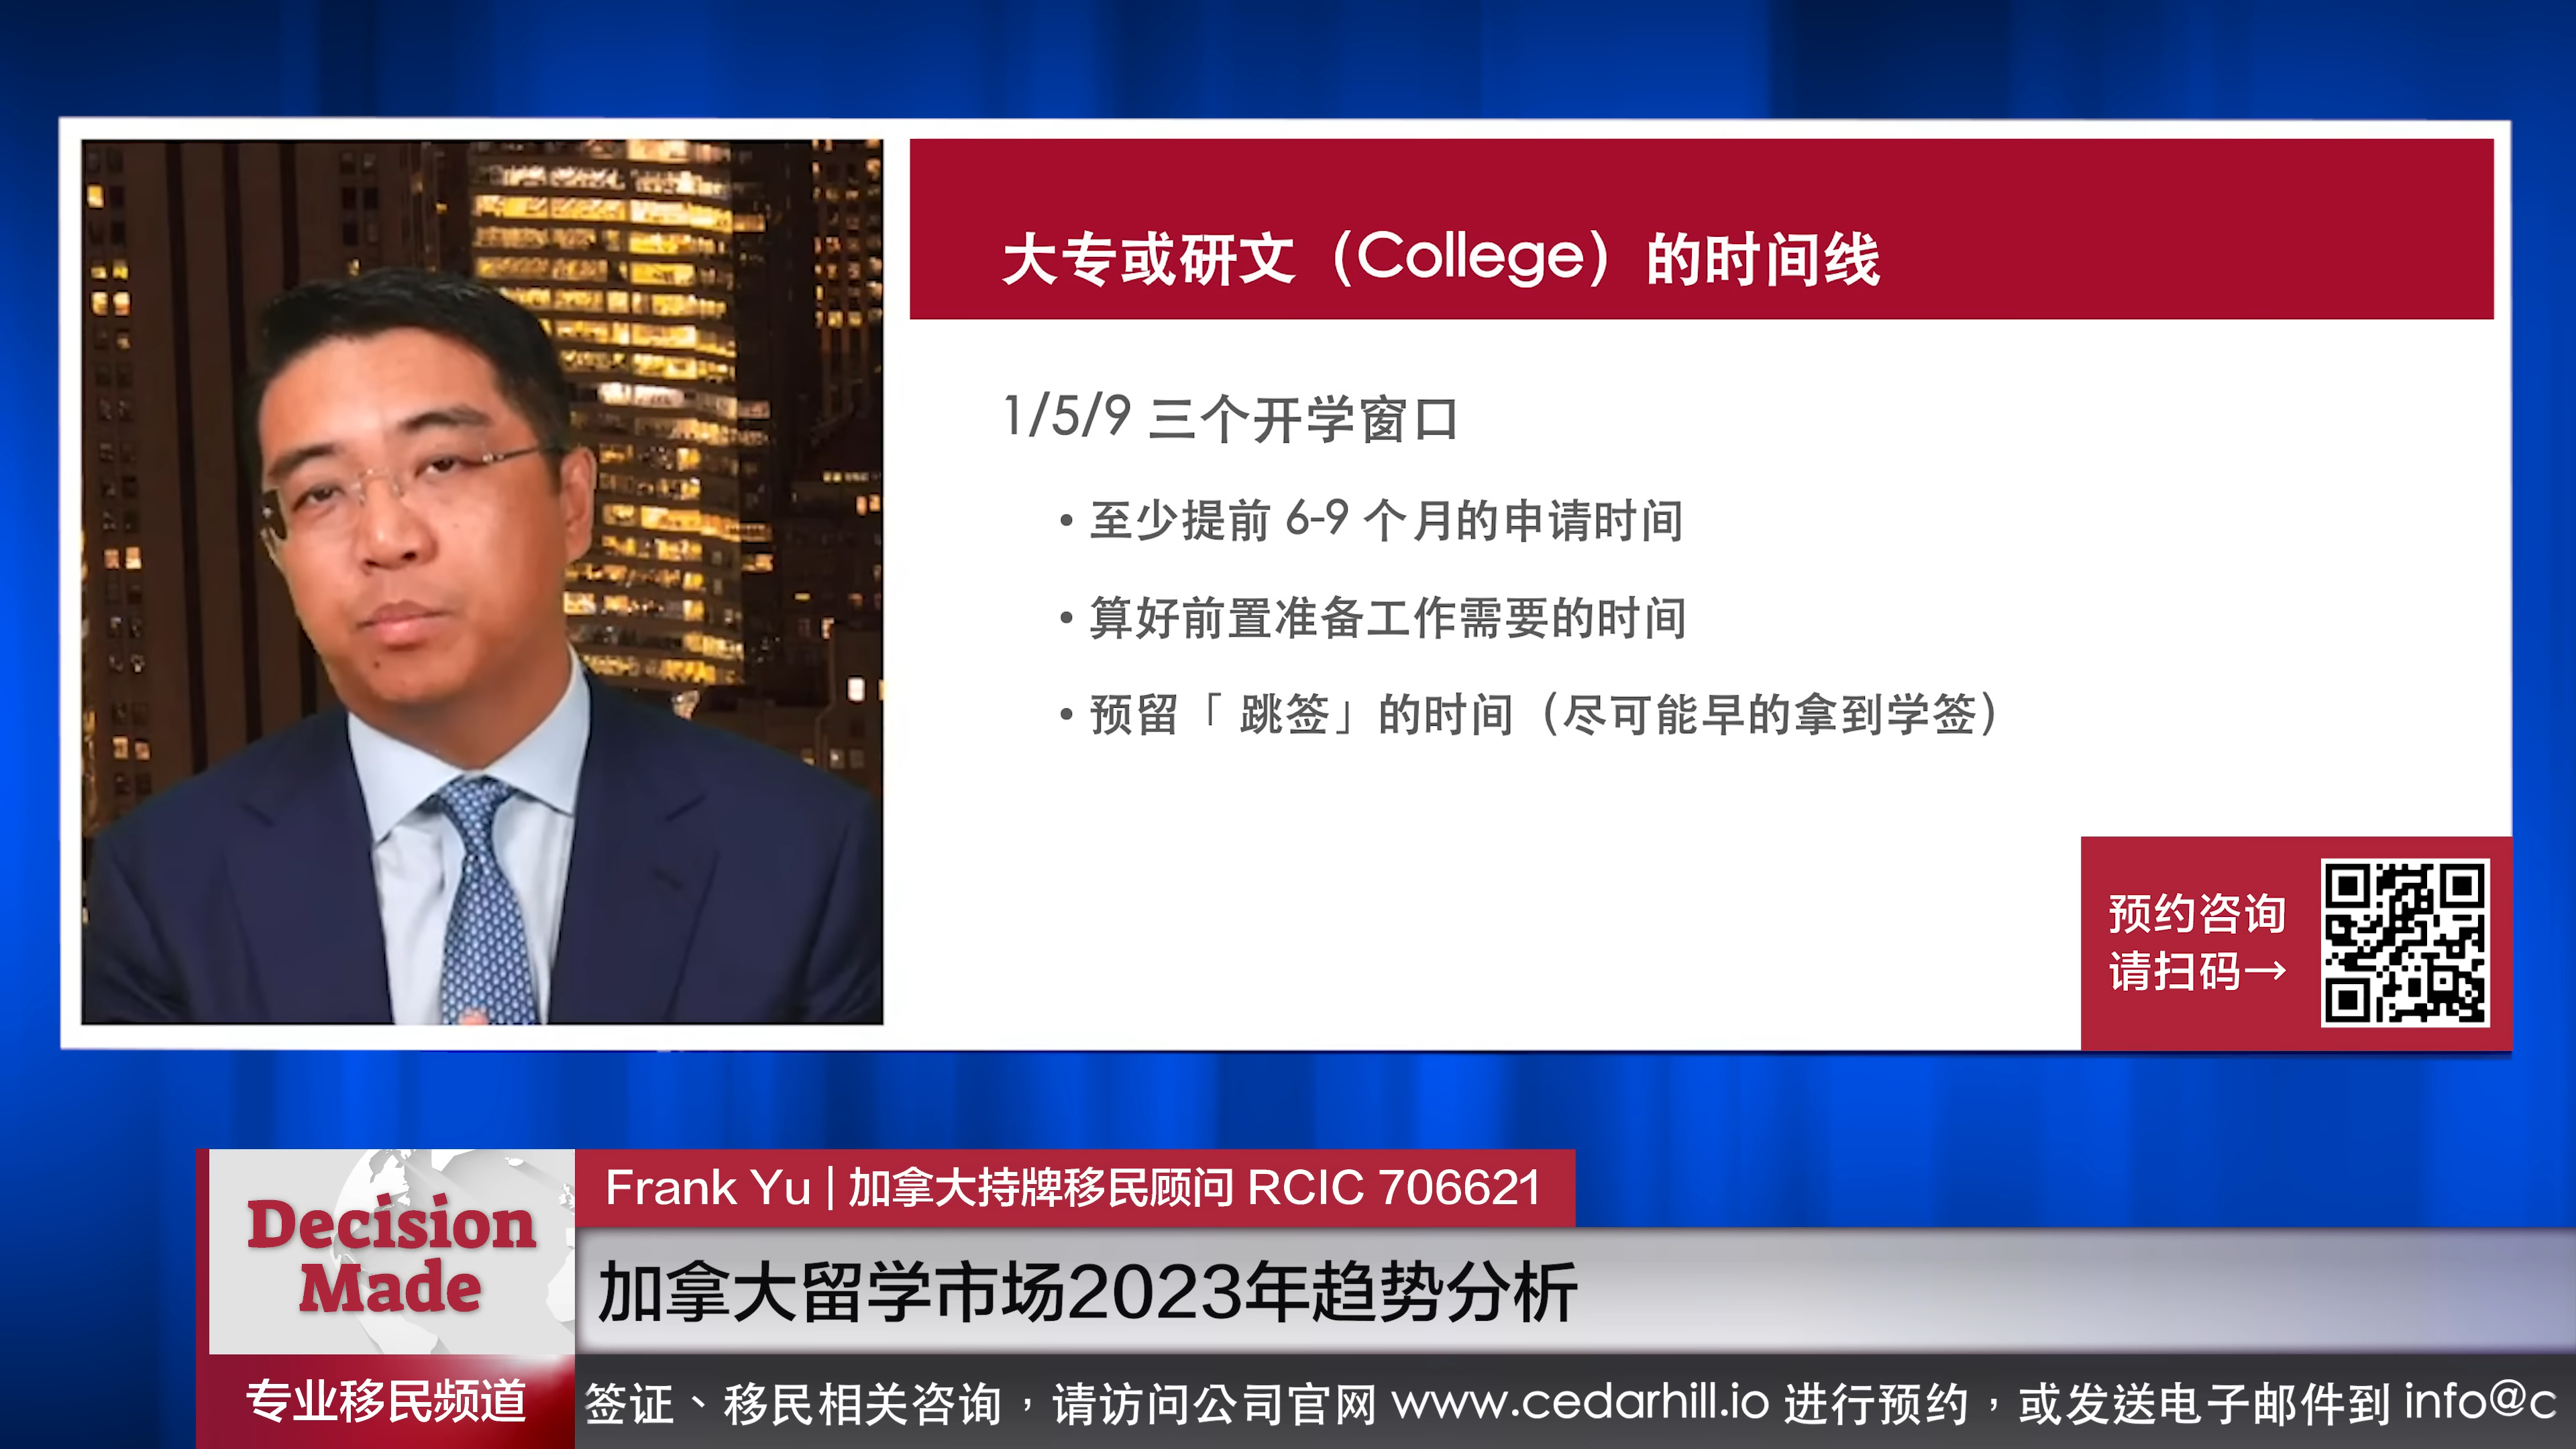 大专或研文（College）的时间线
1/5/9 三个开学窗口
• 至少提前 6-9 个月的申请时间
• 算好前置准备工作需要的时间
• 预留「 跳签」的时间（尽可能早的拿到学签）
预约咨询
请扫码→
Frank Yu | 加拿大持牌移民顾问 RCIC 706621
Decision
Made
加拿大留学市场2023年趋势分析
专业移民频道
签证、移民相关咨询，请访问公司官网 www.cedarhill.io 进行预约，或发送电子邮件到 info@c